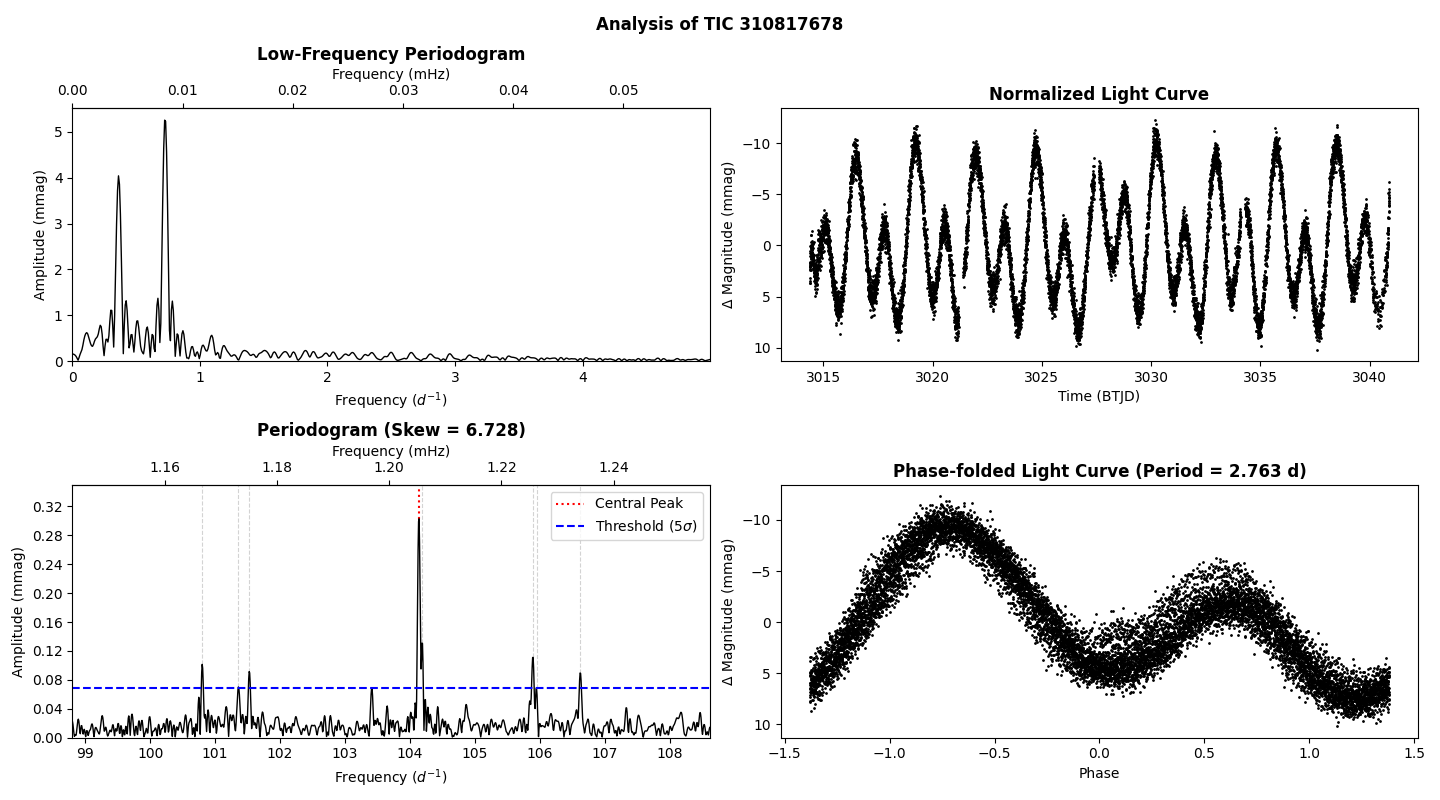 Analysis of TIC 310817678
Low-Frequency Periodogram
Frequency (mHz)
0.00 0.01 0.02 0.03 0.04 0.05
5
4
3
2
1
0
Amplitude (mmag)
0 1 2 3 4
Frequency (d⁻¹)
Normalized Light Curve
−10
−5
0
5
10
Δ Magnitude (mmag)
3015 3020 3025 3030 3035 3040
Time (BTJD)
Periodogram (Skew = 6.728)
Frequency (mHz)
1.16 1.18 1.20 1.22 1.24
0.32
0.28
0.24
0.20
0.16
0.12
0.08
0.04
0.00
Amplitude (mmag)
Central Peak
Threshold (5σ)
99 100 101 102 103 104 105 106 107 108
Frequency (d⁻¹)
Phase-folded Light Curve (Period = 2.763 d)
−10
−5
0
5
10
Δ Magnitude (mmag)
−1.5 −1.0 −0.5 0.0 0.5 1.0 1.5
Phase